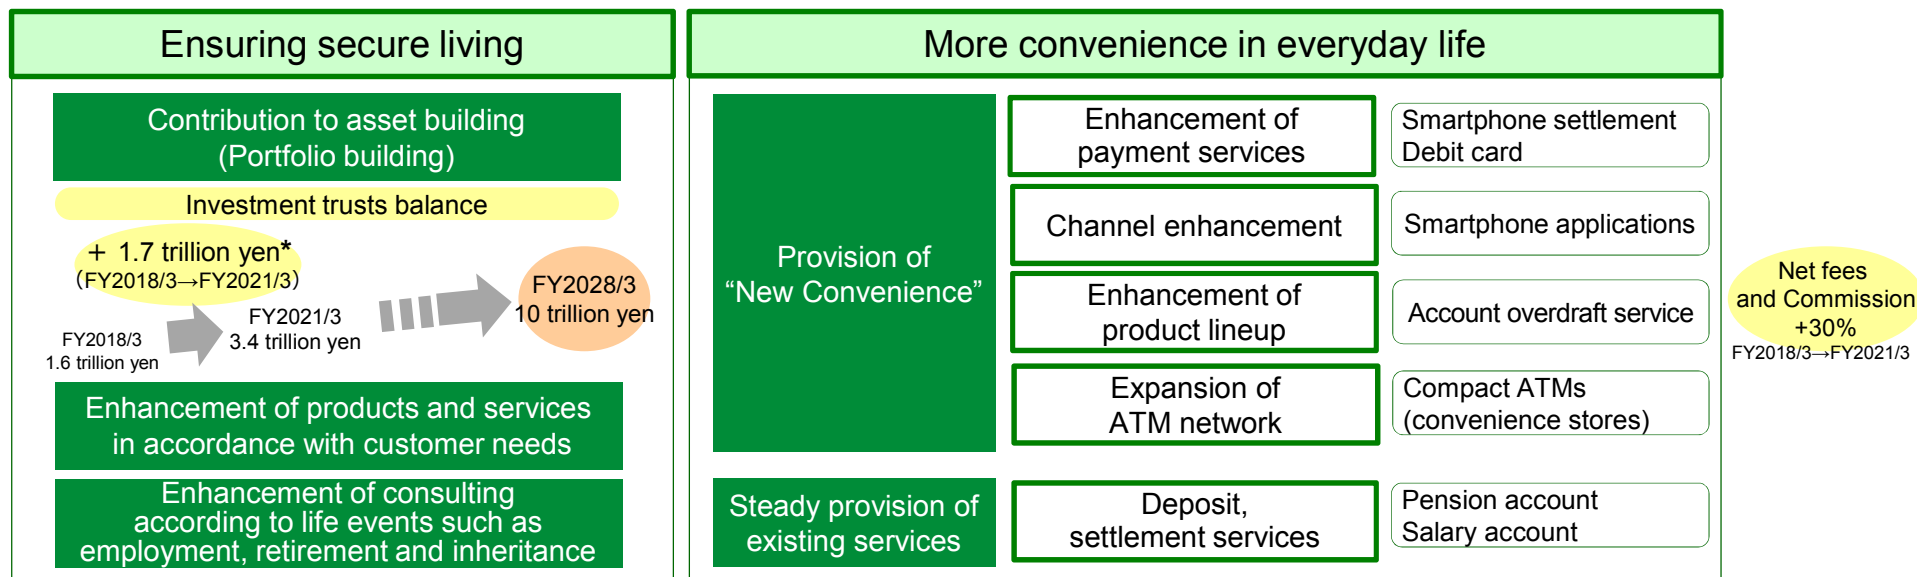 Ensuring secure living
Contribution to asset building
(Portfolio building)
Investment trusts balance
+ 1.7 trillion yen*
(FY2018/3→FY2021/3)
FY2018/3
1.6 trillion yen
FY2021/3
3.4 trillion yen
FY2028/3
10 trillion yen
Enhancement of products and services
in accordance with customer needs
Enhancement of consulting
according to life events such as
employment, retirement and inheritance
More convenience in everyday life
Provision of
“New Convenience”
Enhancement of
payment services
Smartphone settlement
Debit card
Channel enhancement
Smartphone applications
Enhancement of
product lineup
Account overdraft service
Expansion of
ATM network
Compact ATMs
(convenience stores)
Steady provision of
existing services
Deposit,
settlement services
Pension account
Salary account
Net fees
and Commission
+30%
FY2018/3→FY2021/3